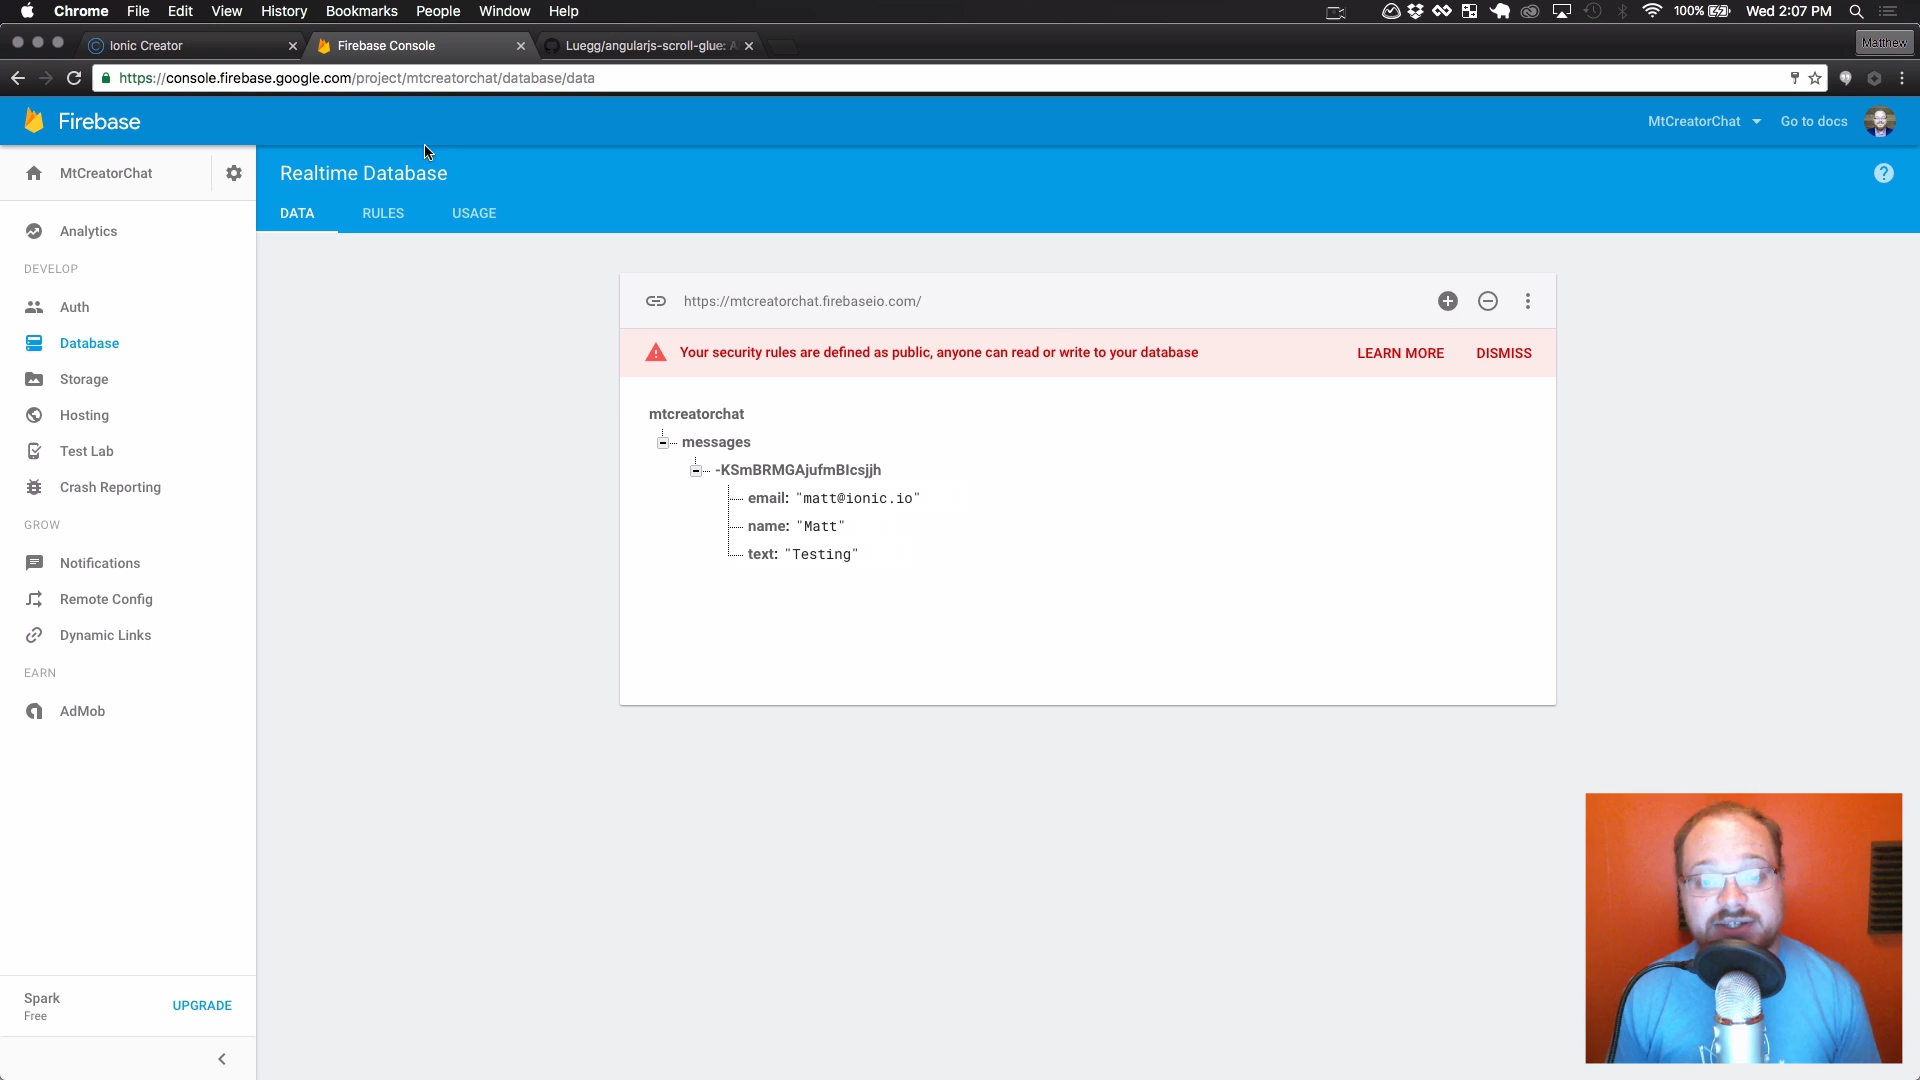 Chrome File Edit View History Bookmarks People Window Help 100% Wed 2:07 PM
Ionic Creator Firebase Console Luegg/angularjs-scroll-glue: Matthew
https://console.firebase.google.com/project/mtcreatorchat/database/data
Firebase MtCreatorChat Go to docs
MtCreatorChat
Realtime Database
DATA RULES USAGE
Analytics
DEVELOP
Auth
Database
Storage
Hosting
Test Lab
Crash Reporting
GROW
Notifications
Remote Config
Dynamic Links
EARN
AdMob
Spark
Free
UPGRADE
https://mtcreatorchat.firebaseio.com/
Your security rules are defined as public, anyone can read or write to your database LEARN MORE DISMISS
mtcreatorchat
messages
-KSmBRMGAjufmBIcsjjh
email: "matt@ionic.io"
name: "Matt"
text: "Testing"